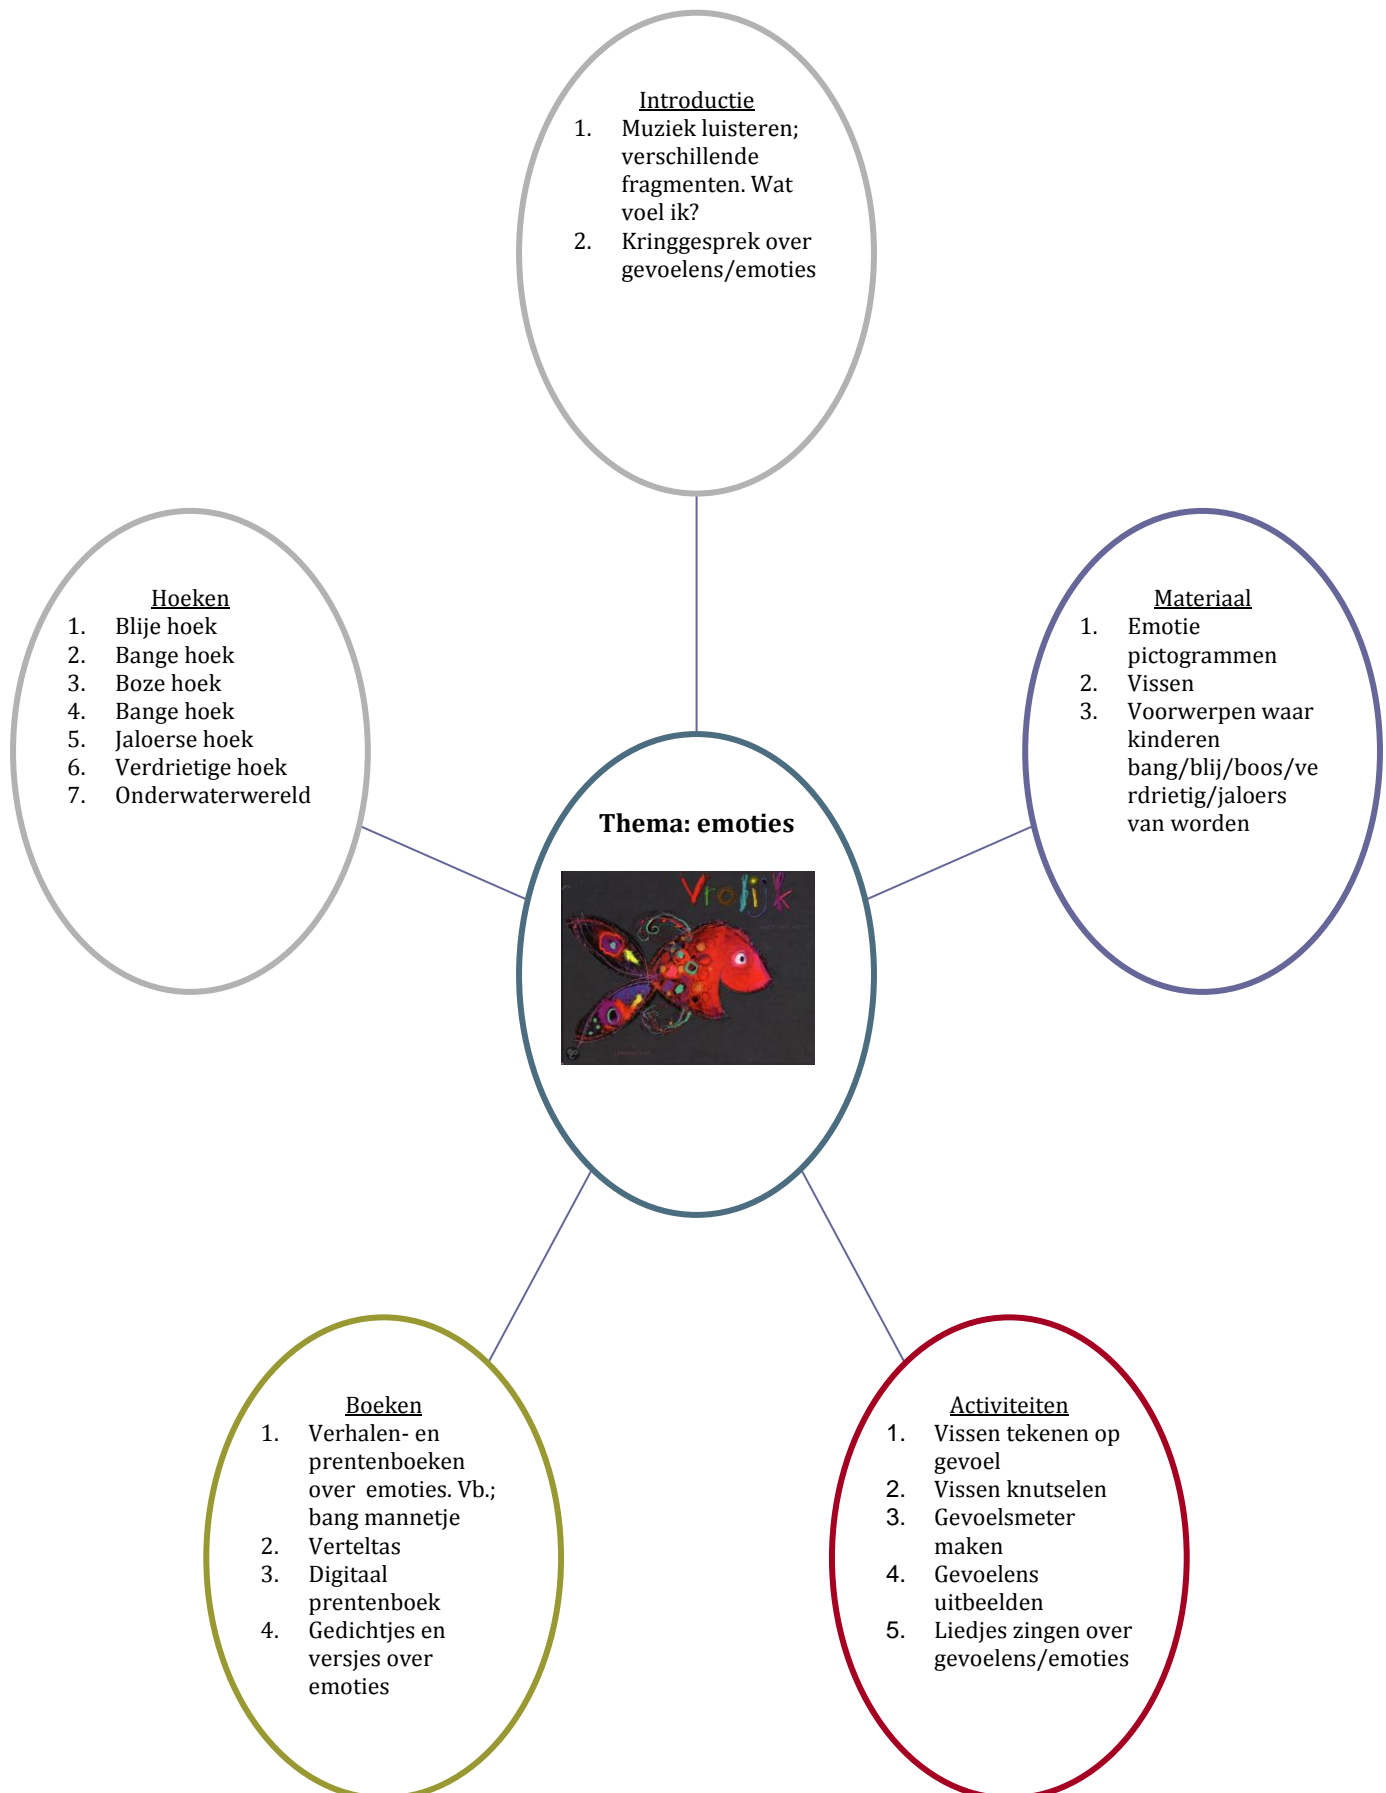 Introductie
1. Muziek luisteren;
verschillende
fragmenten. Wat
voel ik?
2. Kringgesprek over
gevoelens/emoties
Hoeken
1. Blije hoek
2. Bange hoek
3. Boze hoek
4. Bange hoek
5. Jaloerse hoek
6. Verdrietige hoek
7. Onderwaterwereld
Materiaal
1. Emotie
pictogrammen
2. Vissen
3. Voorwerpen waar
kinderen
bang/blij/boos/ve
rdrietig/jaloers
van worden
Thema: emoties
Vrolijk
Boeken
1. Verhalen- en
prentenboeken
over emoties. Vb.;
bang mannetje
2. Verteltas
3. Digitaal
prentenboek
4. Gedichtjes en
versjes over
emoties
Activiteiten
1. Vissen tekenen op
gevoel
2. Vissen knutselen
3. Gevoelsmeter
maken
4. Gevoelens
uitbeelden
5. Liedjes zingen over
gevoelens/emoties